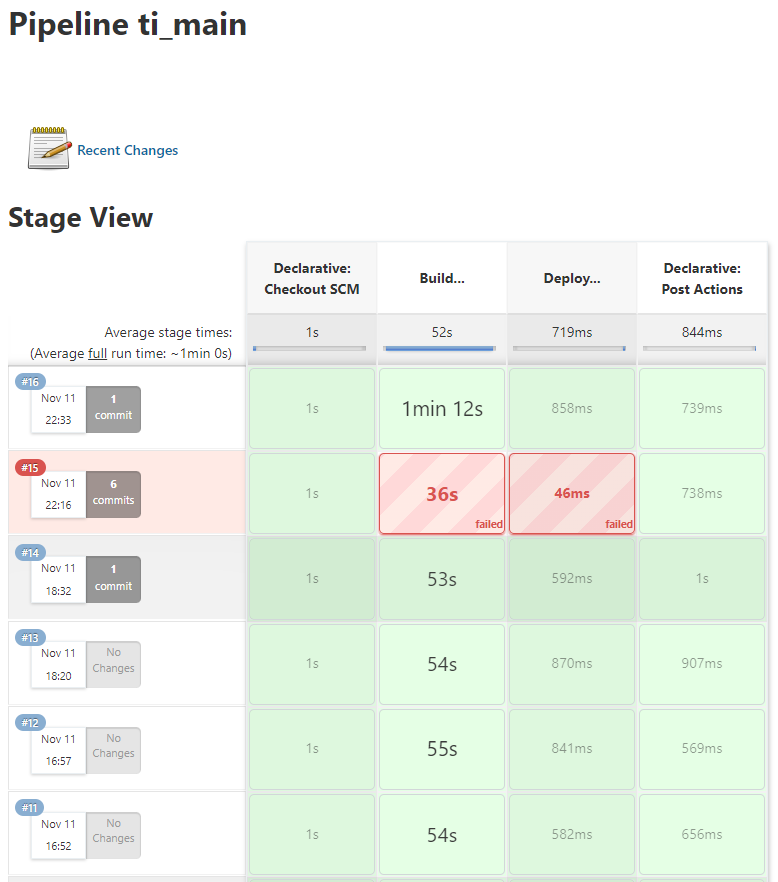 Pipeline ti_main
Recent Changes
Stage View
Declarative:
Checkout SCM
Build...
Deploy...
Declarative:
Post Actions
Average stage times:
(Average full run time: ~1min 0s)
1s
52s
719ms
844ms
#16
Nov 11
22:33
1
commit
1s
1min 12s
858ms
739ms
#15
Nov 11
22:16
6
commits
1s
36s
failed
46ms
failed
738ms
#14
Nov 11
18:32
1
commit
1s
53s
592ms
1s
#13
Nov 11
18:20
No
Changes
1s
54s
870ms
907ms
#12
Nov 11
16:57
No
Changes
1s
55s
841ms
569ms
#11
Nov 11
16:52
No
Changes
1s
54s
582ms
656ms